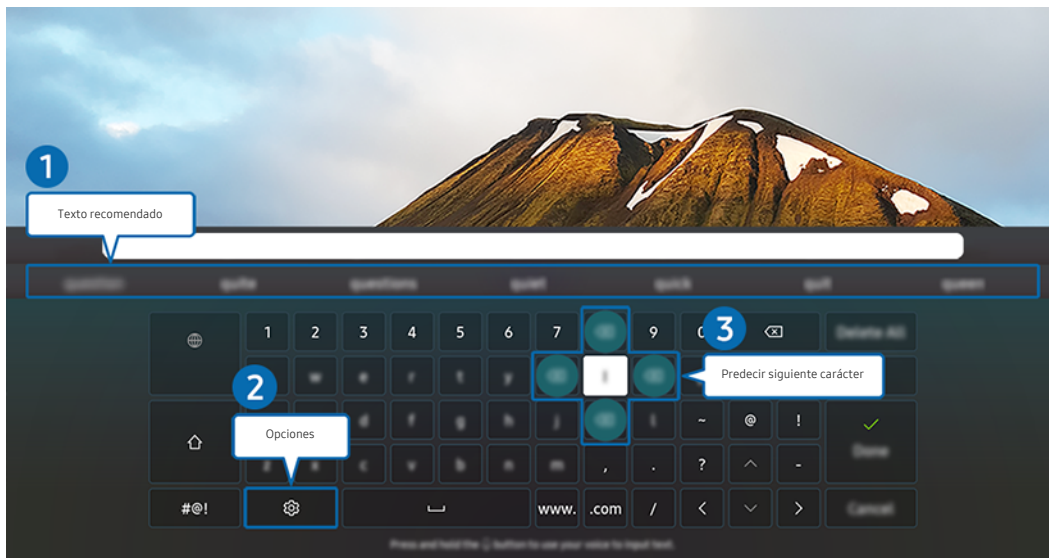 1
Texto recomendado
question quite questions quiet quick quit queen
1 2 3 4 5 6 7 9 3 Delete All
w e r t y Predecir siguiente carácter
2
Opciones d f g h j l ~ @ ! Done
z x c v b n m , . ? ^ -
#@! www. .com / < > Cancel
Press and hold the button to use your voice to input text.